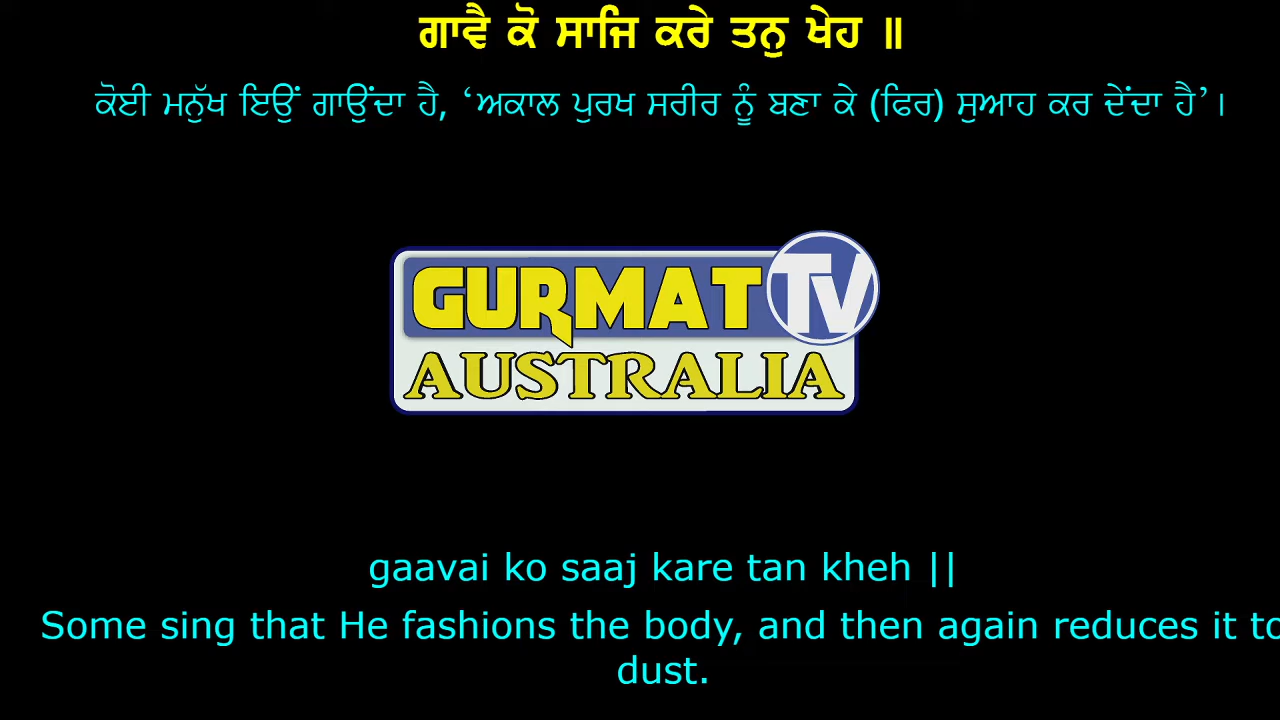 ਗਾਵੈ ਕੋ ਸਾਜਿ ਕਰੇ ਤਨੁ ਖੇਹ ॥
ਕੋਈ ਮਨੁੱਖ ਇਉਂ ਗਾਉਂਦਾ ਹੈ, ‘ਅਕਾਲ ਪੁਰਖ ਸਰੀਰ ਨੂੰ ਬਣਾ ਕੇ (ਫਿਰ) ਸੁਆਹ ਕਰ ਦੇਂਦਾ ਹੈ’।
GURMAT TV
AUSTRALIA
gaavai ko saaj kare tan kheh ||
Some sing that He fashions the body, and then again reduces it to
dust.